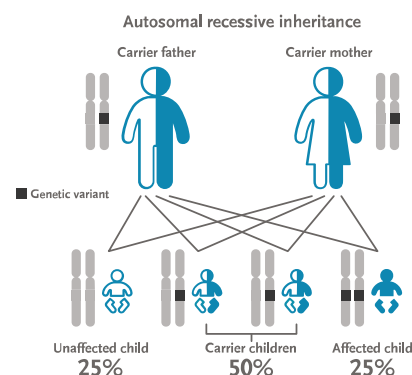 Autosomal recessive inheritance
Carrier father
Carrier mother
Genetic variant
Unaffected child
25%
Carrier children
50%
Affected child
25%